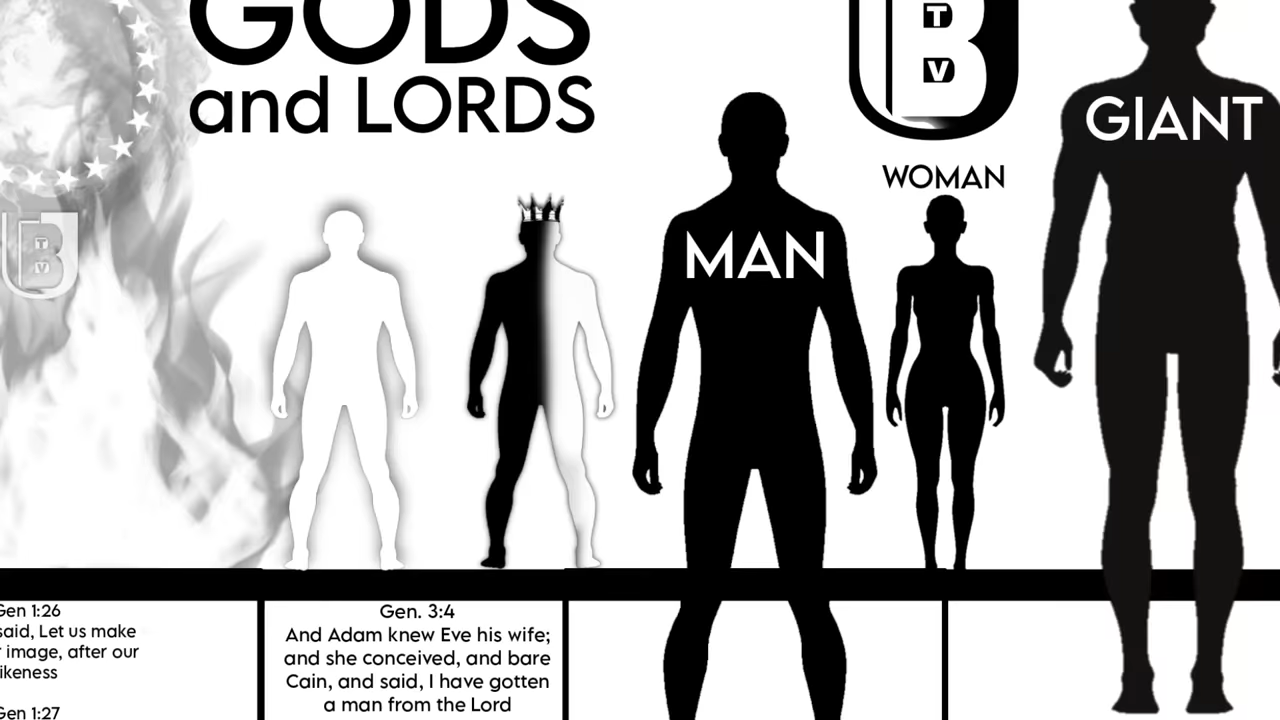 GODS
and LORDS
T
B
V
T
B
V
WOMAN
GIANT
MAN
Gen 1:26
said, Let us make
image, after our
Gen 1:27
Gen. 3:4
And Adam knew Eve his wife;
and she conceived, and bare
Cain, and said, I have gotten
a man from the Lord